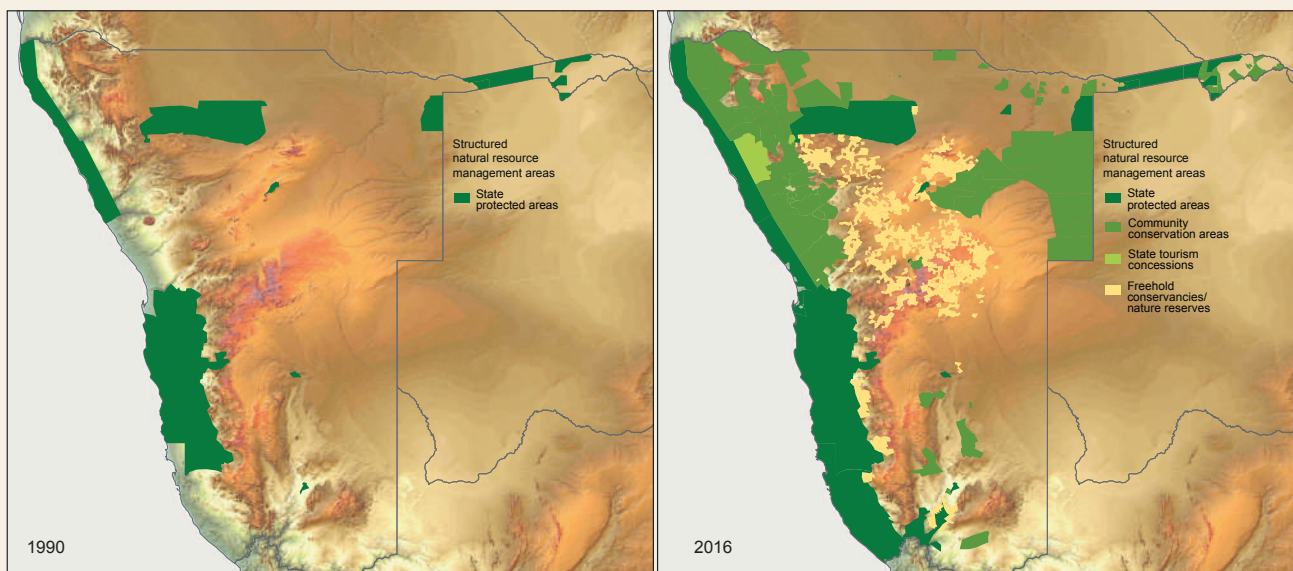 Structured
natural resource
management areas
State
protected areas
1990
Structured
natural resource
management areas
State
protected areas
Community
conservation areas
State tourism
concessions
Freehold
conservancies/
nature reserves
2016